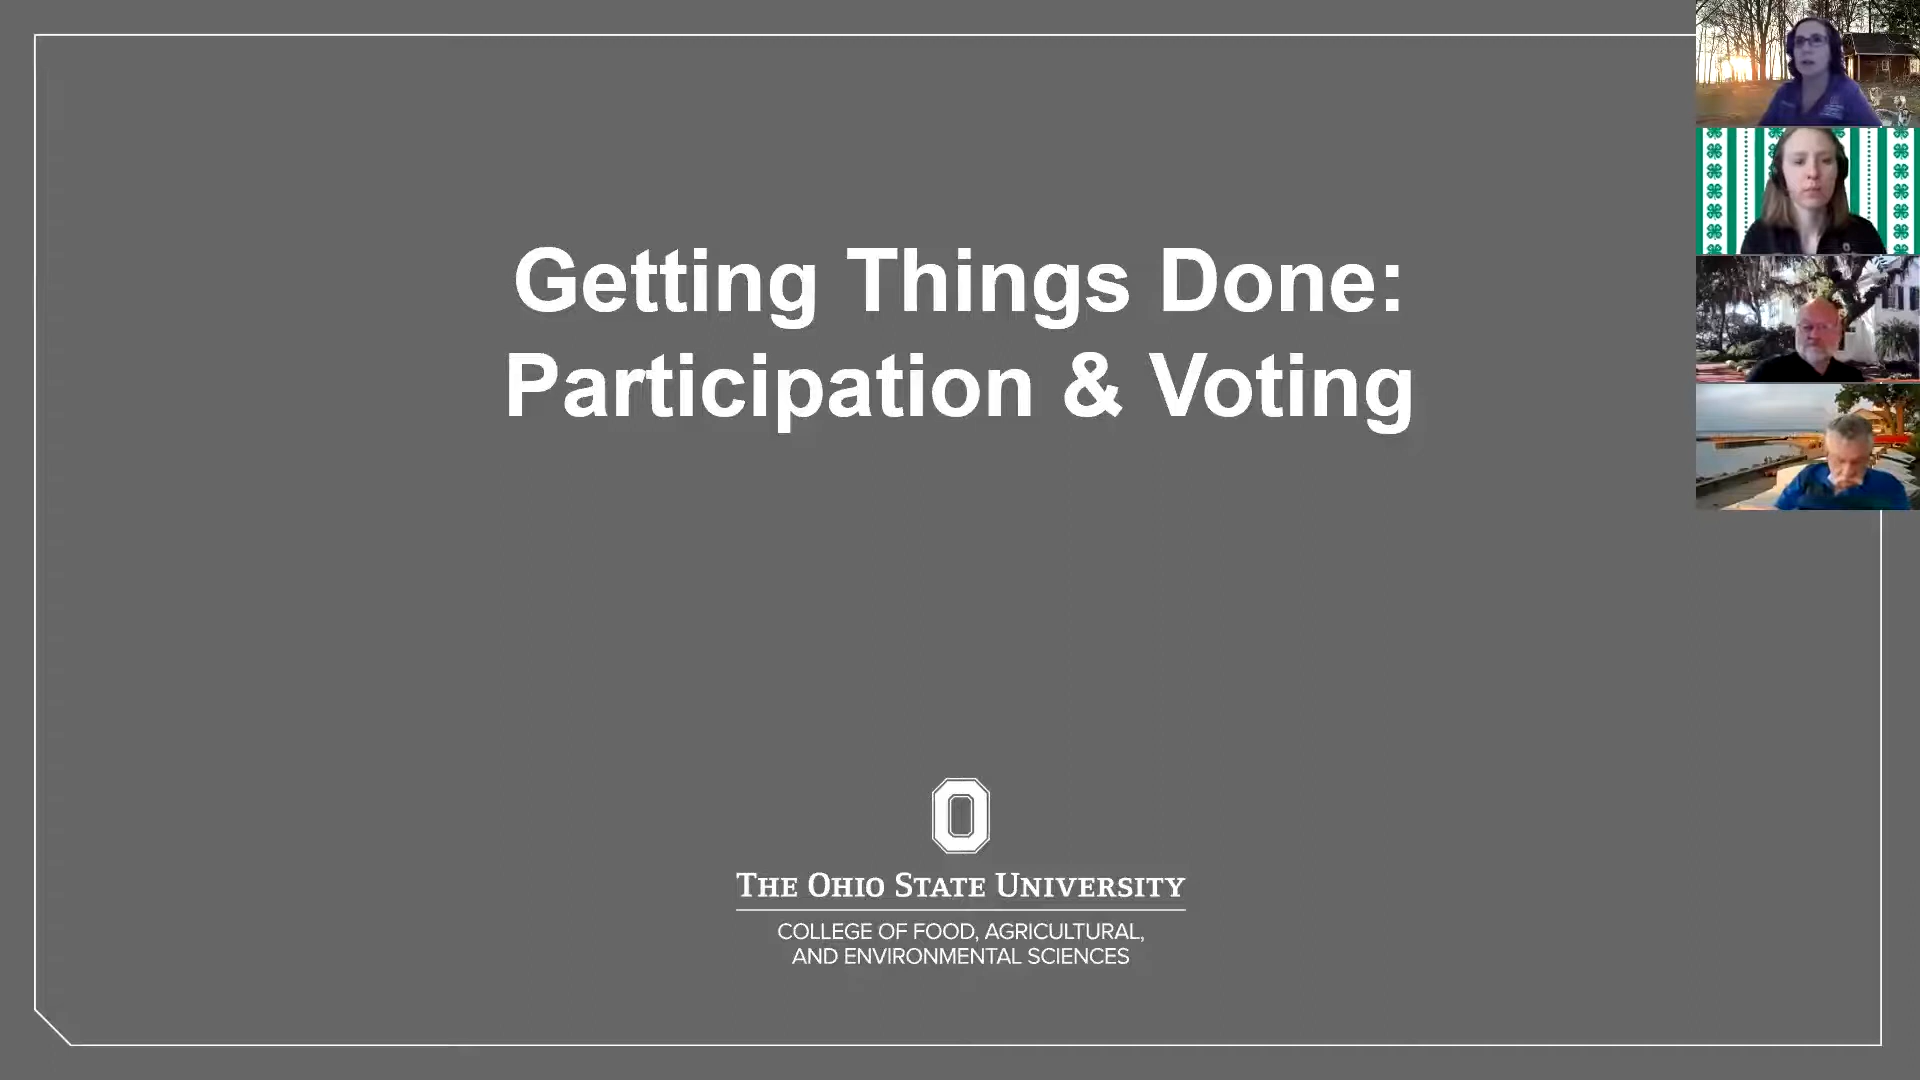 Getting Things Done:
Participation & Voting
THE OHIO STATE UNIVERSITY
COLLEGE OF FOOD, AGRICULTURAL,
AND ENVIRONMENTAL SCIENCES